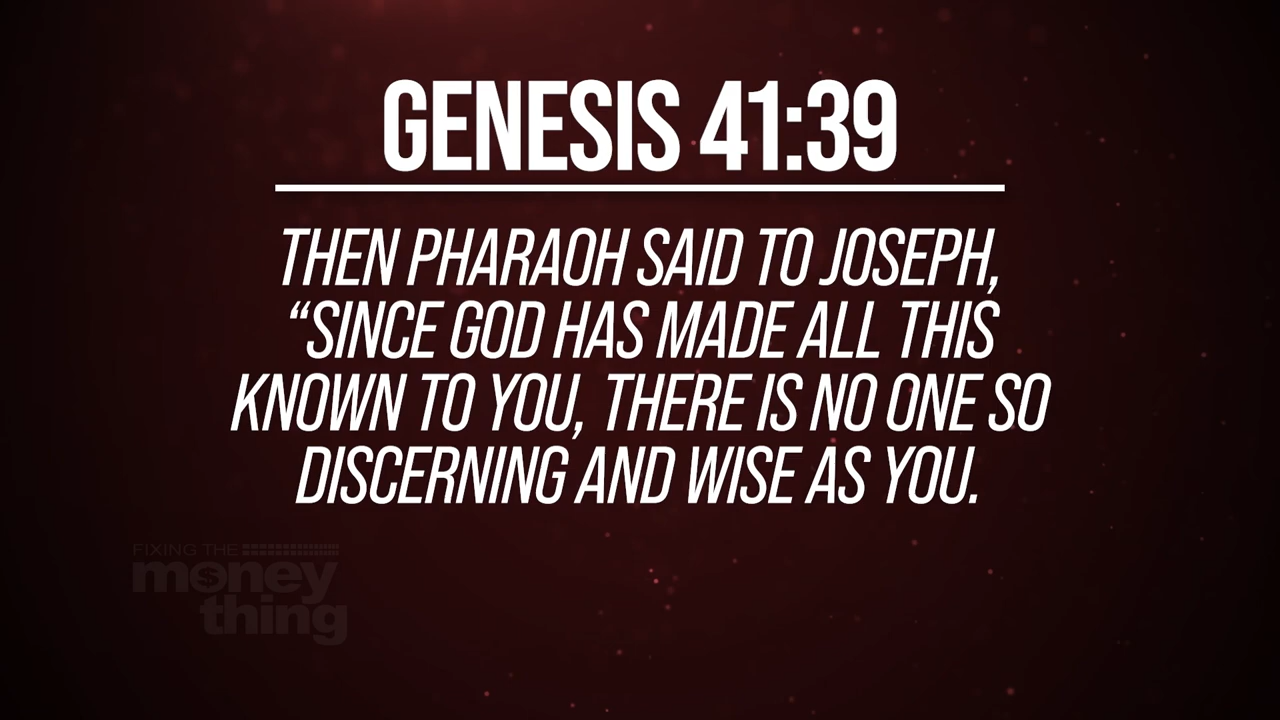 GENESIS 41:39
THEN PHARAOH SAID TO JOSEPH,
“SINCE GOD HAS MADE ALL THIS
KNOWN TO YOU, THERE IS NO ONE SO
DISCERNING AND WISE AS YOU.
FIXING THE
money
thing